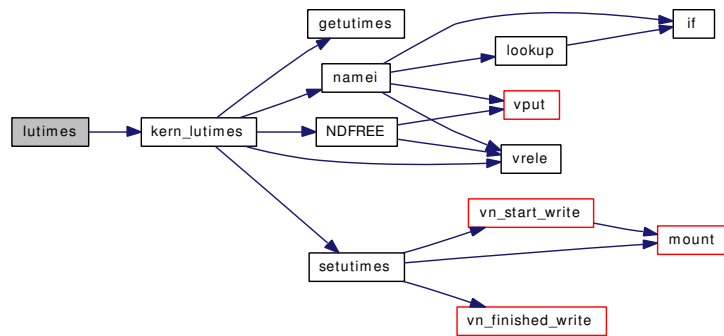 getutimes
if
lookup
namei
vput
lutimes
kern_lutimes
NDFREE
vrele
vn_start_write
mount
setutimes
vn_finished_write